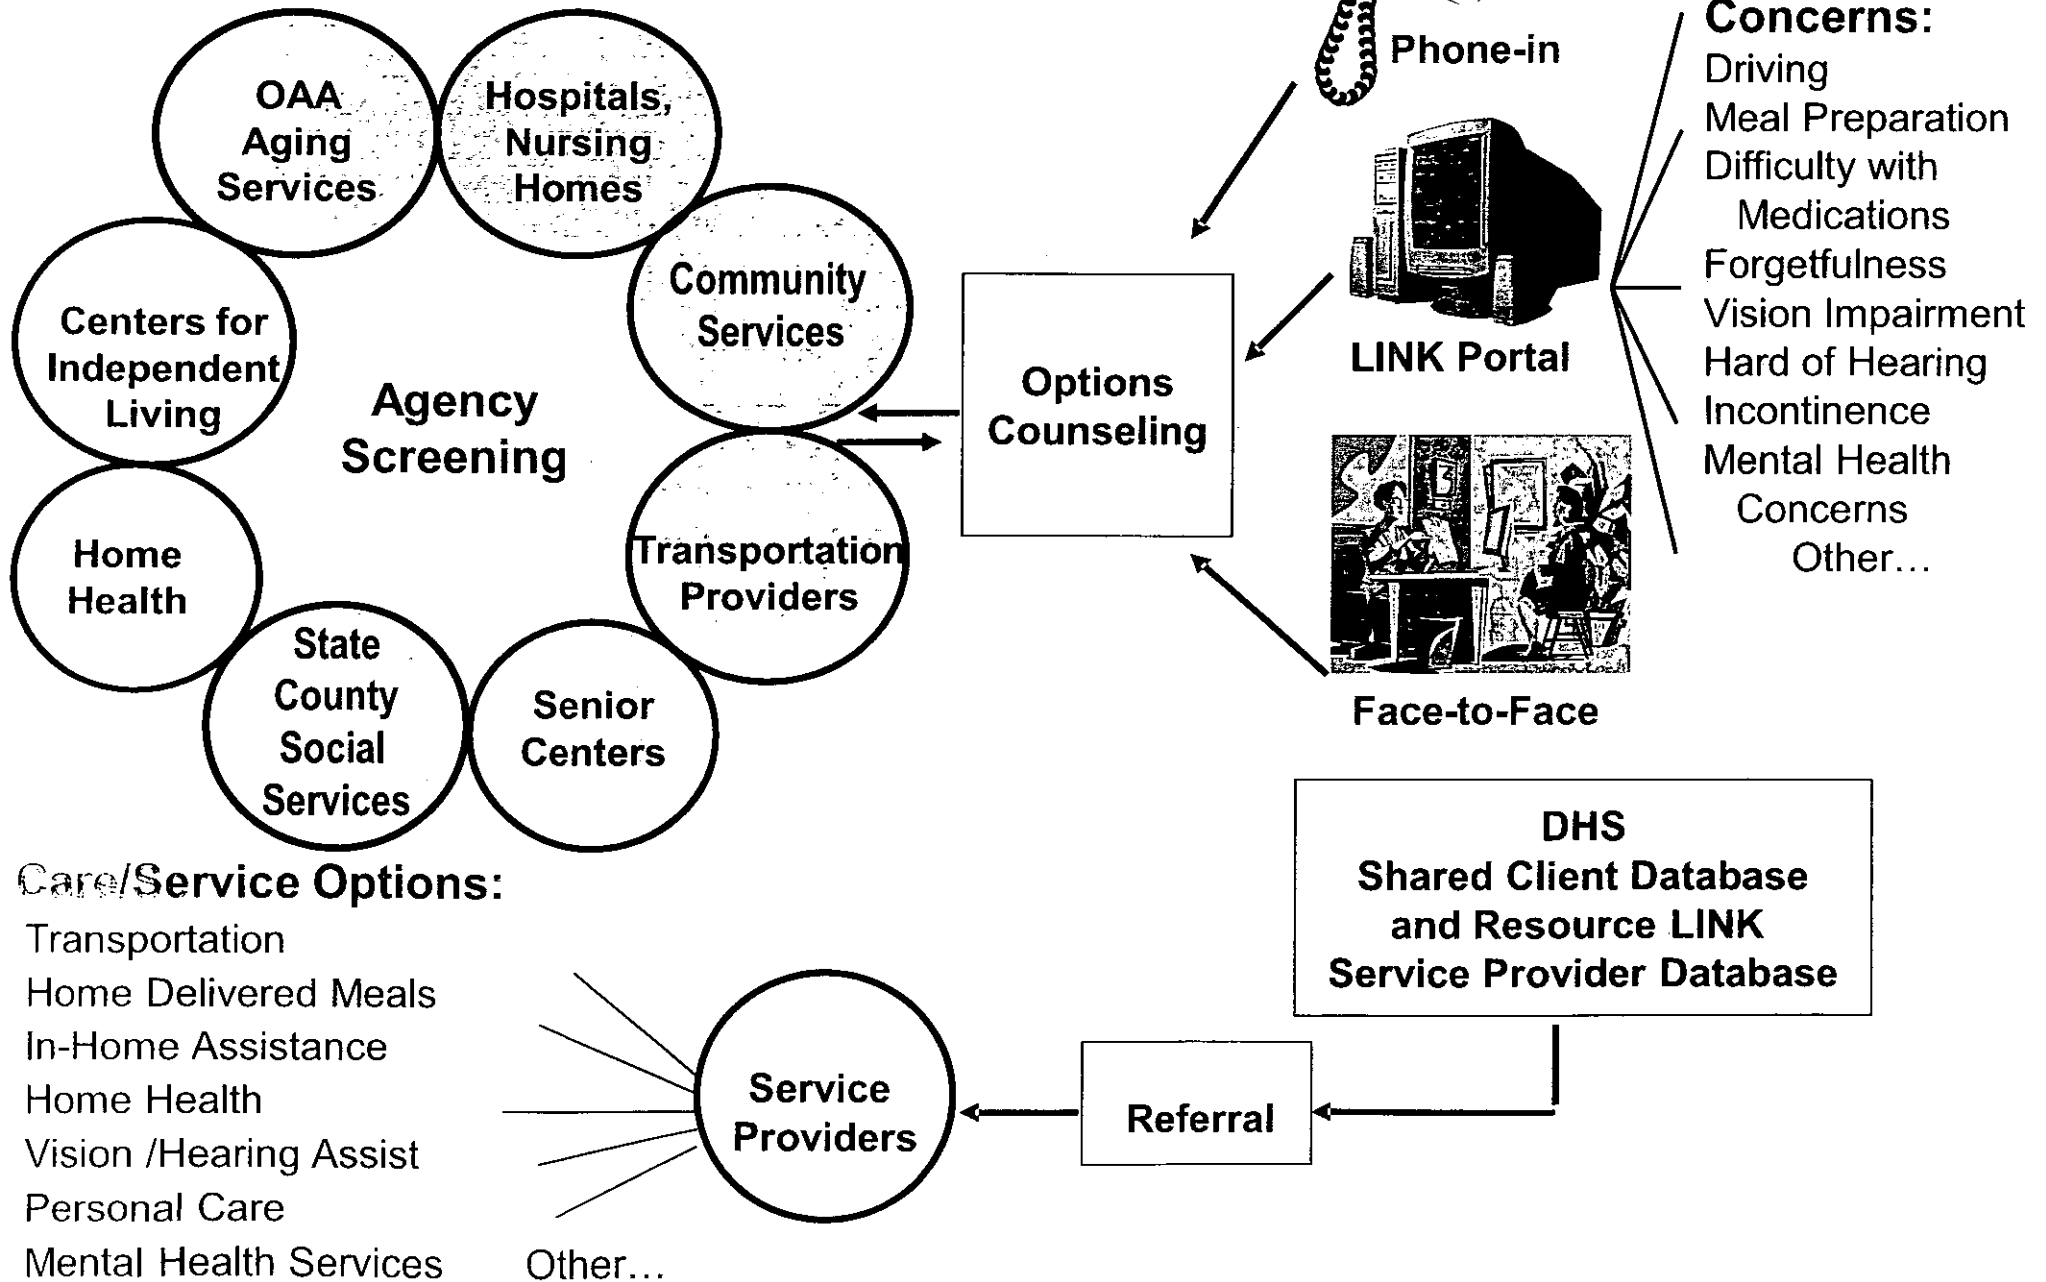 OAA
Aging
Services
Hospitals,
Nursing
Homes
Community
Services
Centers for
Independent
Living
Agency
Screening
Home
Health
State
County
Social
Services
Senior
Centers
Transportation
Providers
Options
Counseling
Phone-in
LINK Portal
Face-to-Face
Concerns:
Driving
Meal Preparation
Difficulty with
Medications
Forgetfulness
Vision Impairment
Hard of Hearing
Incontinence
Mental Health
Concerns
Other...
DHS
Shared Client Database
and Resource LINK
Service Provider Database
Referral
Service
Providers
Care/Service Options:
Transportation
Home Delivered Meals
In-Home Assistance
Home Health
Vision /Hearing Assist
Personal Care
Mental Health Services
Other...